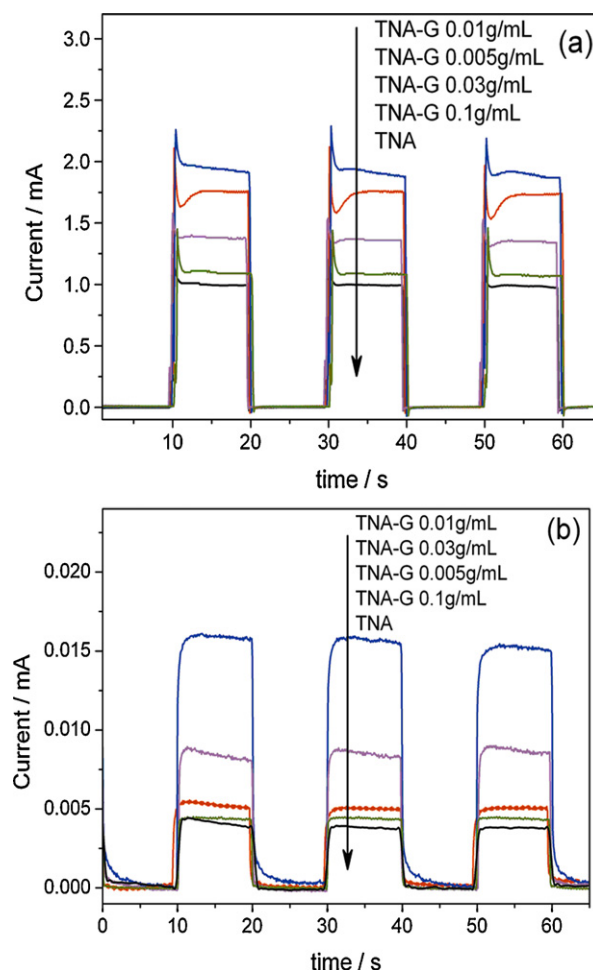 (a)
TNA-G 0.01g/mL
TNA-G 0.005g/mL
TNA-G 0.03g/mL
TNA-G 0.1g/mL
TNA
3.0
2.5
2.0
1.5
1.0
0.5
0.0
Current / mA
10 20 30 40 50 60
time / s
(b)
TNA-G 0.01g/mL
TNA-G 0.03g/mL
TNA-G 0.005g/mL
TNA-G 0.1g/mL
TNA
0.020
0.015
0.010
0.005
0.000
Current / mA
0 10 20 30 40 50 60
time / s